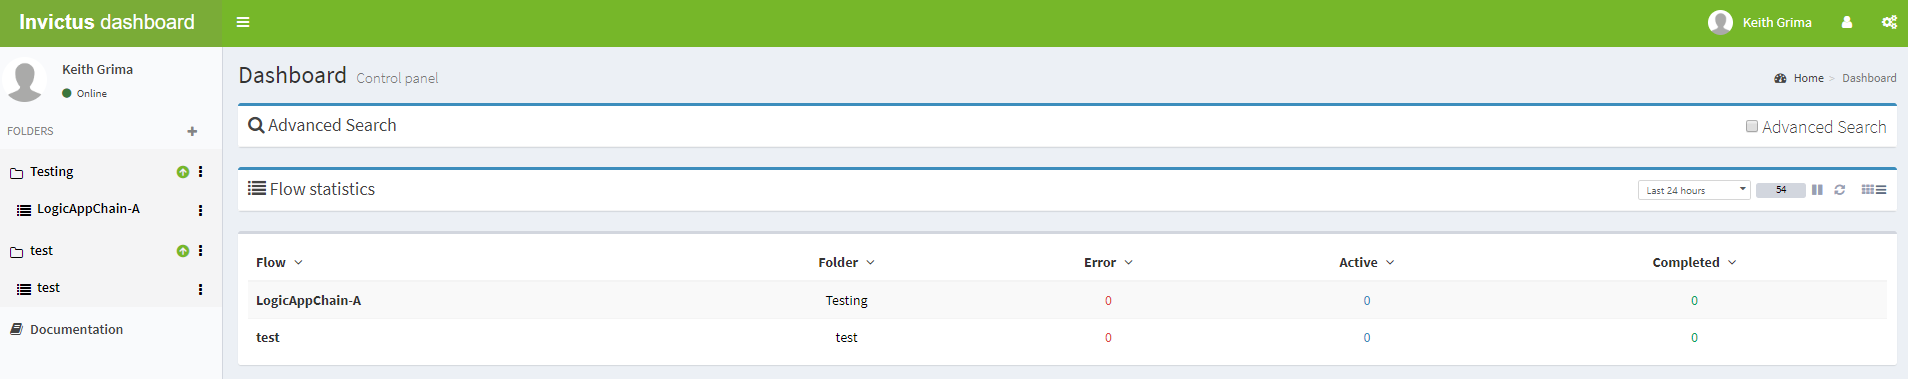 Invictus dashboard
Keith Grima
Keith Grima
Online
FOLDERS
Testing
LogicAppChain-A
test
test
Documentation
Dashboard Control panel
Home > Dashboard
Advanced Search
Advanced Search
Flow statistics
Last 24 hours
54
Flow Folder Error Active Completed
LogicAppChain-A Testing 0 0 0
test test 0 0 0